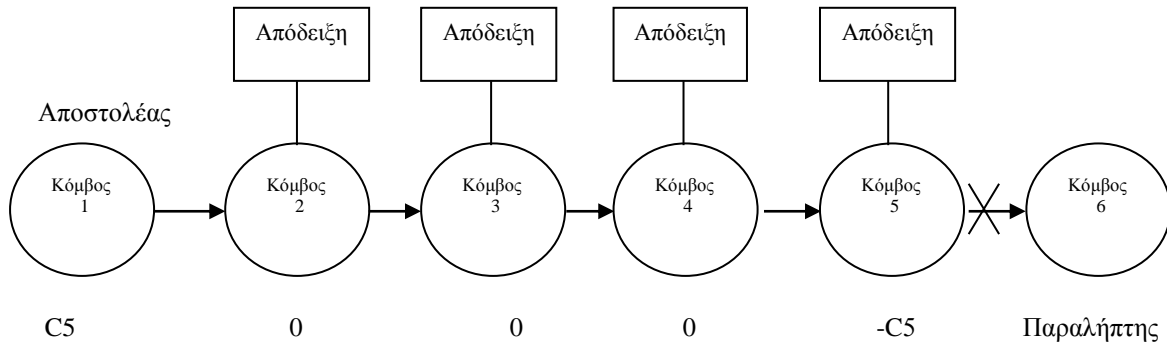 Απόδειξη Απόδειξη Απόδειξη Απόδειξη
Αποστολέας
Κόμβος Κόμβος Κόμβος Κόμβος Κόμβος Κόμβος
1 2 3 4 5 6
C5 0 0 0 -C5 Παραλήπτης